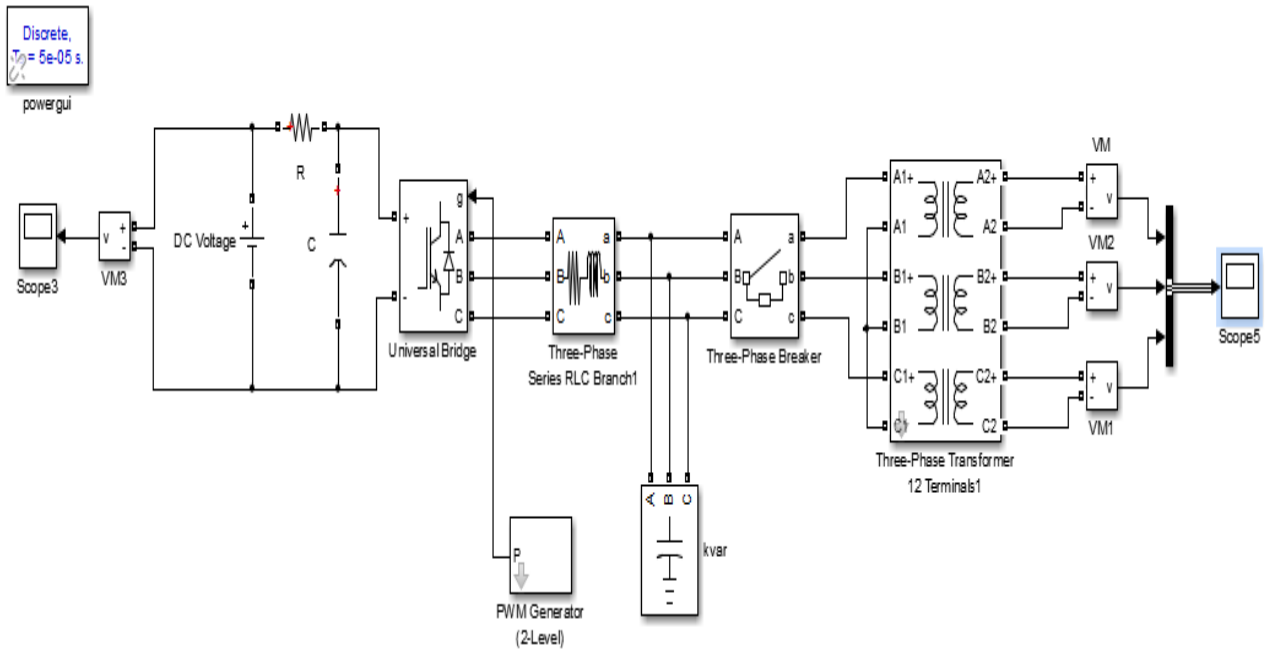 Discrete,
= 5e-05 s.
powergui
Scope3
v
+
-
VM3
DC Voltage
+
R
C
+
-
g
A
B
C
Universal Bridge
A
B
C
a
b
c
Three-Phase
Series RLC Branch1
A
B
C
a
b
c
Three-Phase Breaker
A1+
A1
B1+
B1
C1+
A2+
A2
B2+
B2
C2+
C2
Three-Phase Transformer
12 Terminals1
VM
+
-
v
VM2
+
-
v
+
-
v
VM1
Scope5
A
B
C
kvar
P
PWM Generator
(2-Level)